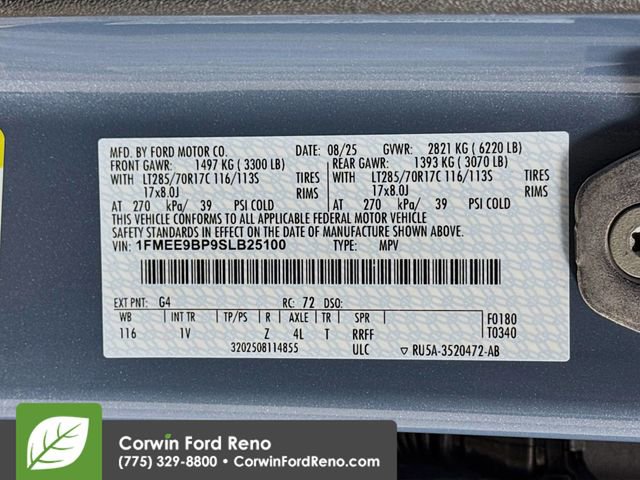 MFD. BY FORD MOTOR CO. DATE: 08/25 GVWR: 2821 KG ( 6220 LB)
FRONT GAWR: 1497 KG ( 3300 LB) REAR GAWR: 1393 KG ( 3070 LB)
WITH LT285/70R17C 116/113S TIRES WITH LT285/70R17C 116/113S TIRES
17x8.0J RIMS 17x8.0J RIMS
AT 270 kPa/ 39 PSI COLD AT 270 kPa/ 39 PSI COLD
THIS VEHICLE CONFORMS TO ALL APPLICABLE FEDERAL MOTOR VEHICLE
SAFETY STANDARDS IN EFFECT ON THE DATE OF MANUFACTURE SHOWN ABOVE.
VIN: 1FMEE9BP9SLB25100 TYPE: MPV
EXT PNT: G4 RC: 72 DSO:
WB INT TR TP/PS R AXLE TR SPR F0180
116 1V Z 4L T RRFF T0340
3202508114855 ULC ▽ RU5A-3520472-AB
Corwin Ford Reno
(775) 329-8800 • CorwinFordReno.com